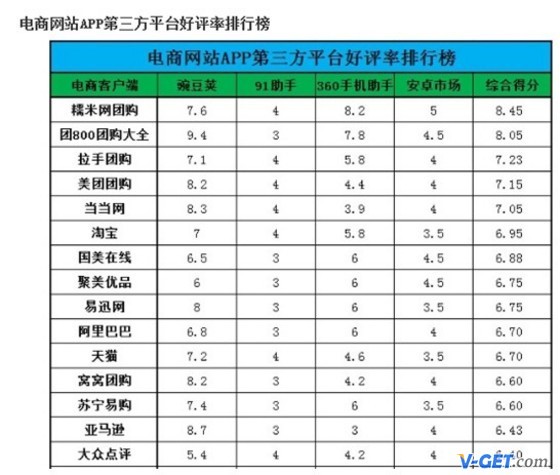 电商网站APP第三方平台好评率排行榜
电商网站APP第三方平台好评率排行榜
电商客户端 豌豆荚 91助手 360手机助手 安卓市场 综合得分
糯米网团购 7.6 4 8.2 5 8.45
团800团购大全 9.4 3 7.8 4.5 8.05
拉手团购 7.1 4 5.8 4 7.23
美团团购 8.2 4 4.4 4 7.15
当当网 8.3 4 3.9 4 7.05
淘宝 7 4 5.8 3.5 6.95
国美在线 6.5 3 6 4.5 6.88
聚美优品 6 3 6 4.5 6.75
易迅网 8 3 6 3.5 6.75
阿里巴巴 6.8 3 6 4 6.70
天猫 7.2 4 4.6 3.5 6.70
窝窝团购 8.2 3 4.2 4 6.60
苏宁易购 7.4 3 6 3.5 6.60
亚马逊 8.7 3 3 4 6.43
大众点评 5.4 4 4.2 4
V-GET.com